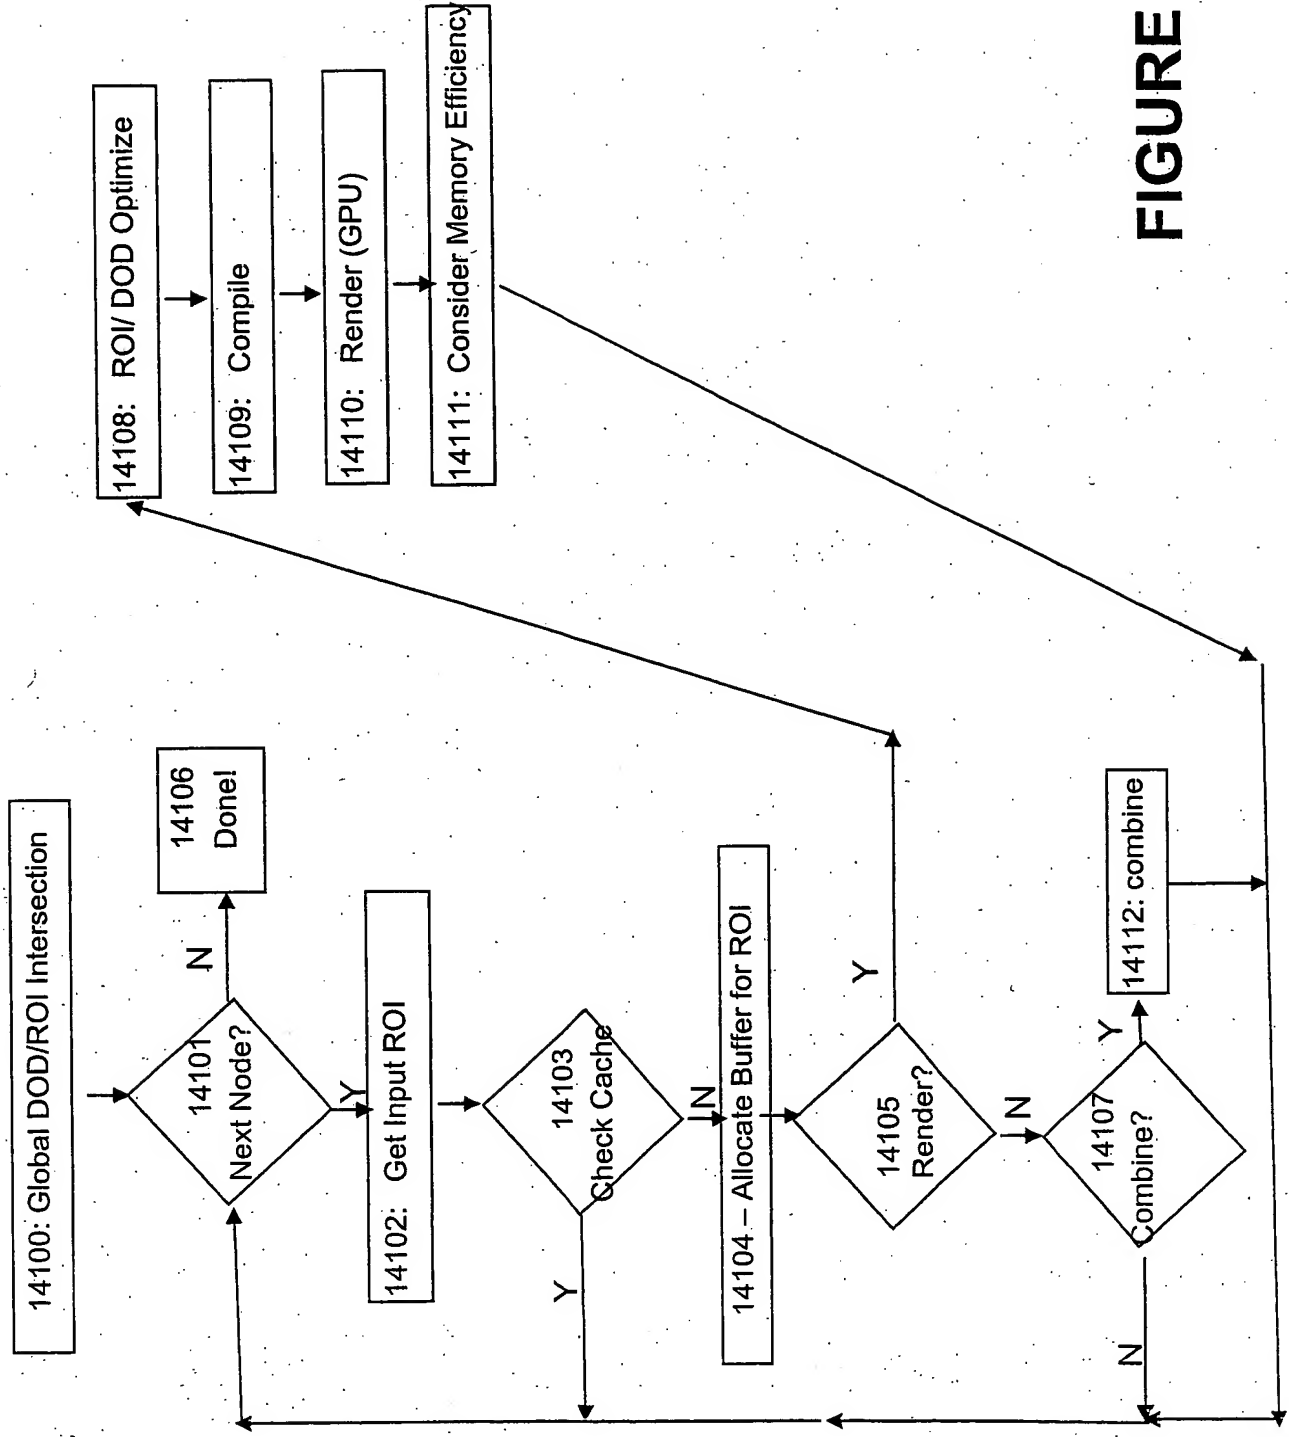 14100: Global DOD/ROI Intersection
14101
Next Node?
N
14106
Done!
Y
14102: Get Input ROI
14103
Check Cache
Y
N
14104 – Allocate Buffer for ROI
14105
Render?
Y
N
14107
Combine?
Y
N
14112: combine
14108: ROI/ DOD Optimize
14109: Compile
14110: Render (GPU)
14111: Consider Memory Efficiency
FIGURE